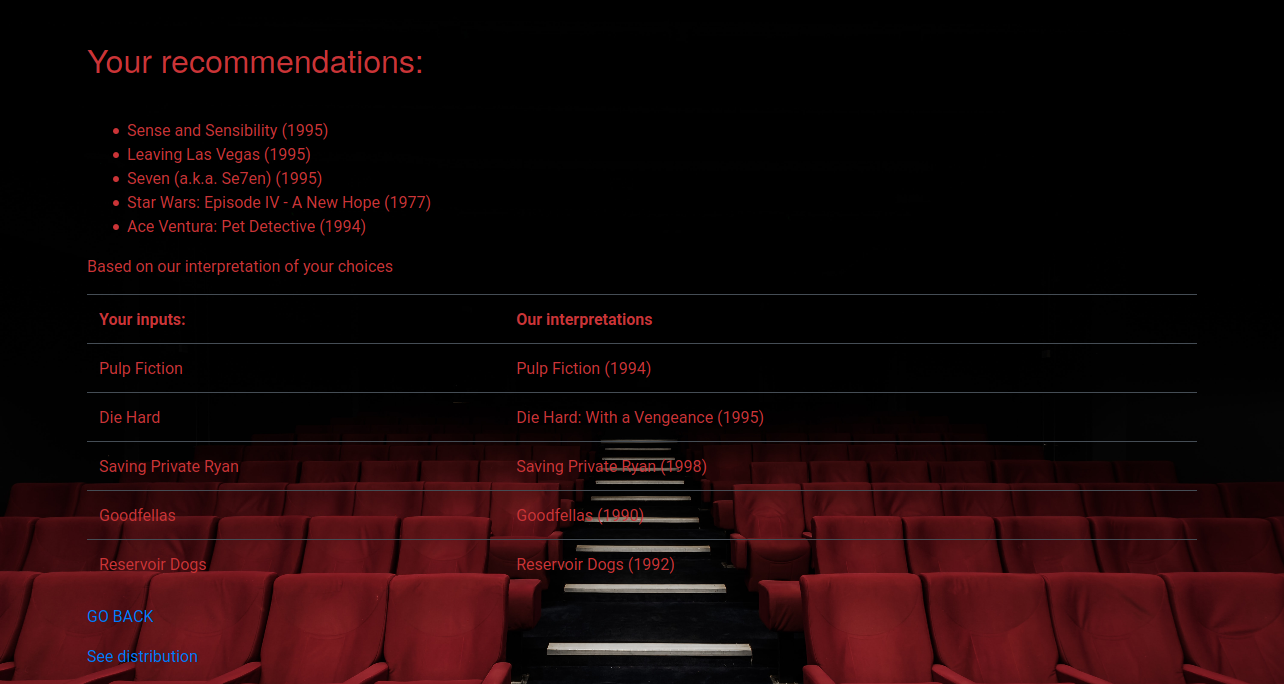 Your recommendations:
Sense and Sensibility (1995)
Leaving Las Vegas (1995)
Seven (a.k.a. Se7en) (1995)
Star Wars: Episode IV - A New Hope (1977)
Ace Ventura: Pet Detective (1994)
Based on our interpretation of your choices
Your inputs: Our interpretations
Pulp Fiction Pulp Fiction (1994)
Die Hard Die Hard: With a Vengeance (1995)
Saving Private Ryan Saving Private Ryan (1998)
Goodfellas Goodfellas (1990)
Reservoir Dogs Reservoir Dogs (1992)
GO BACK
See distribution